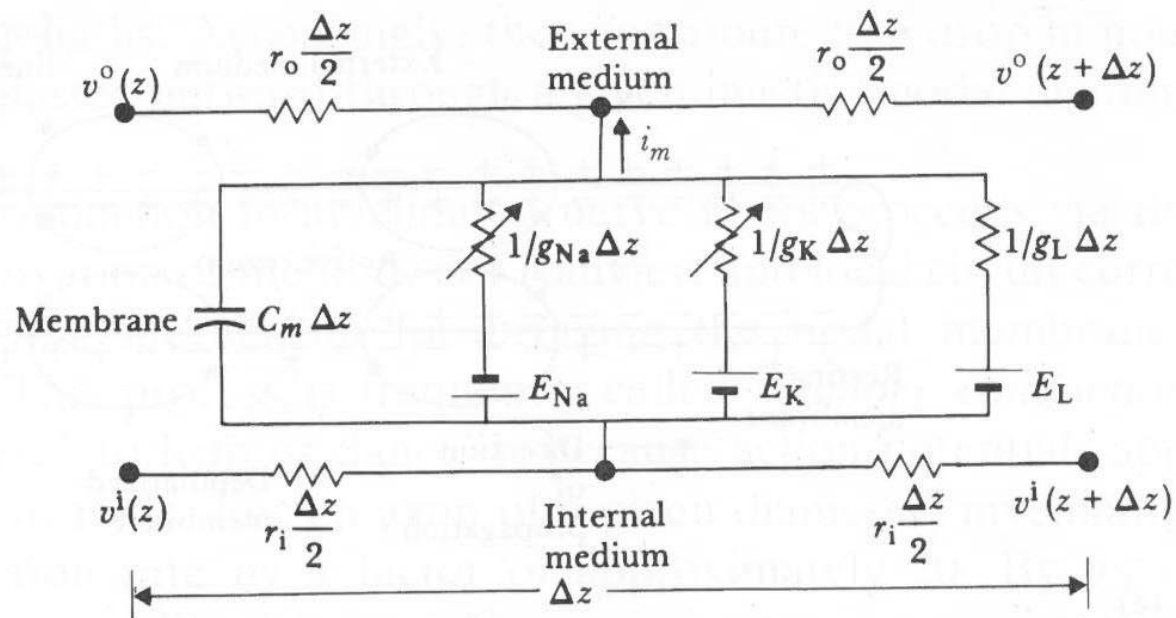 r_o Δz/2
External medium
r_o Δz/2
v^o(z)
v^o(z + Δz)
i_m
1/g_Na Δz
1/g_K Δz
1/g_L Δz
Membrane
C_m Δz
E_Na
E_K
E_L
v^i(z)
r_i Δz/2
Internal medium
r_i Δz/2
v^i(z + Δz)
Δz